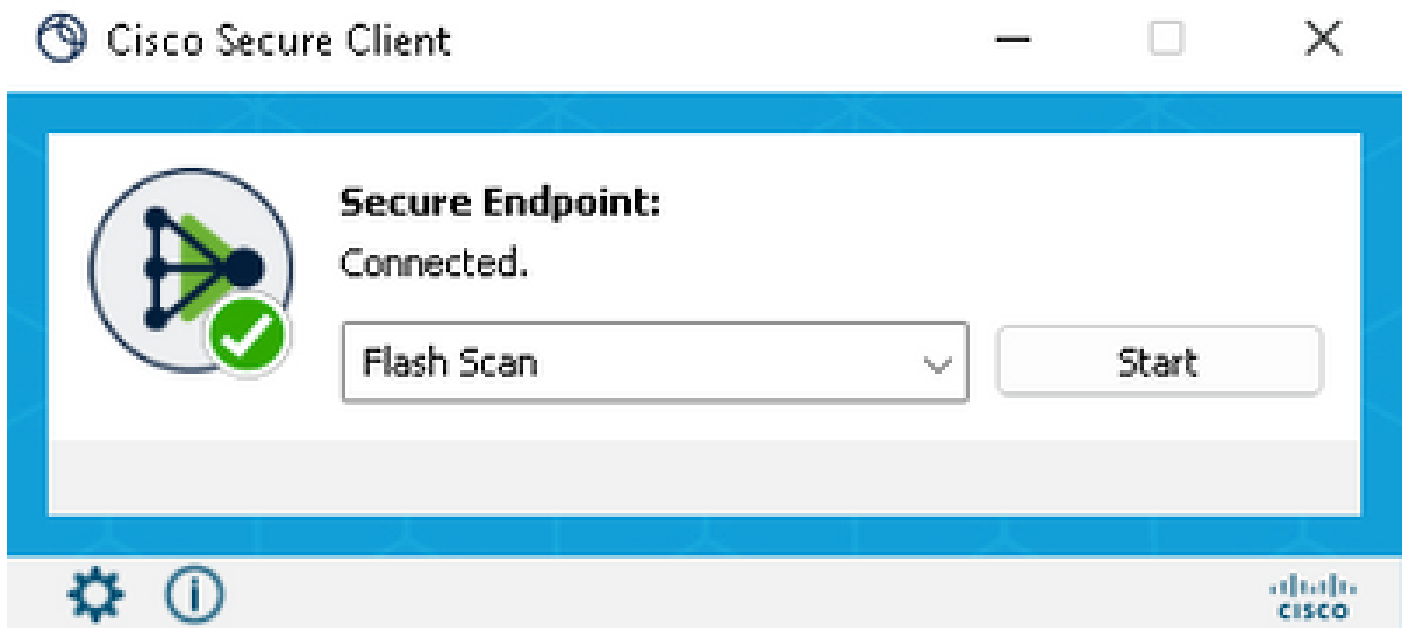 Cisco Secure Client
Secure Endpoint:
Connected.
Flash Scan
Start
CISCO